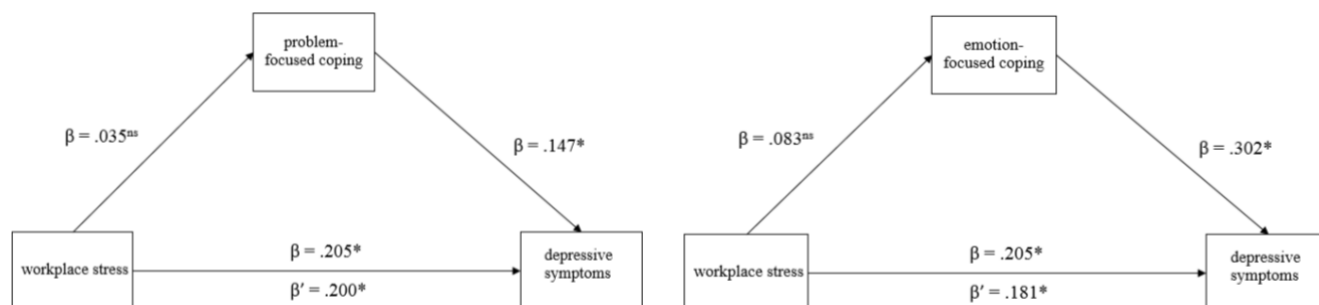 problem-
focused coping
β = .035ⁿˢ
β = .147*
workplace stress
β = .205*
β′ = .200*
depressive
symptoms
emotion-
focused coping
β = .083ⁿˢ
β = .302*
workplace stress
β = .205*
β′ = .181*
depressive
symptoms